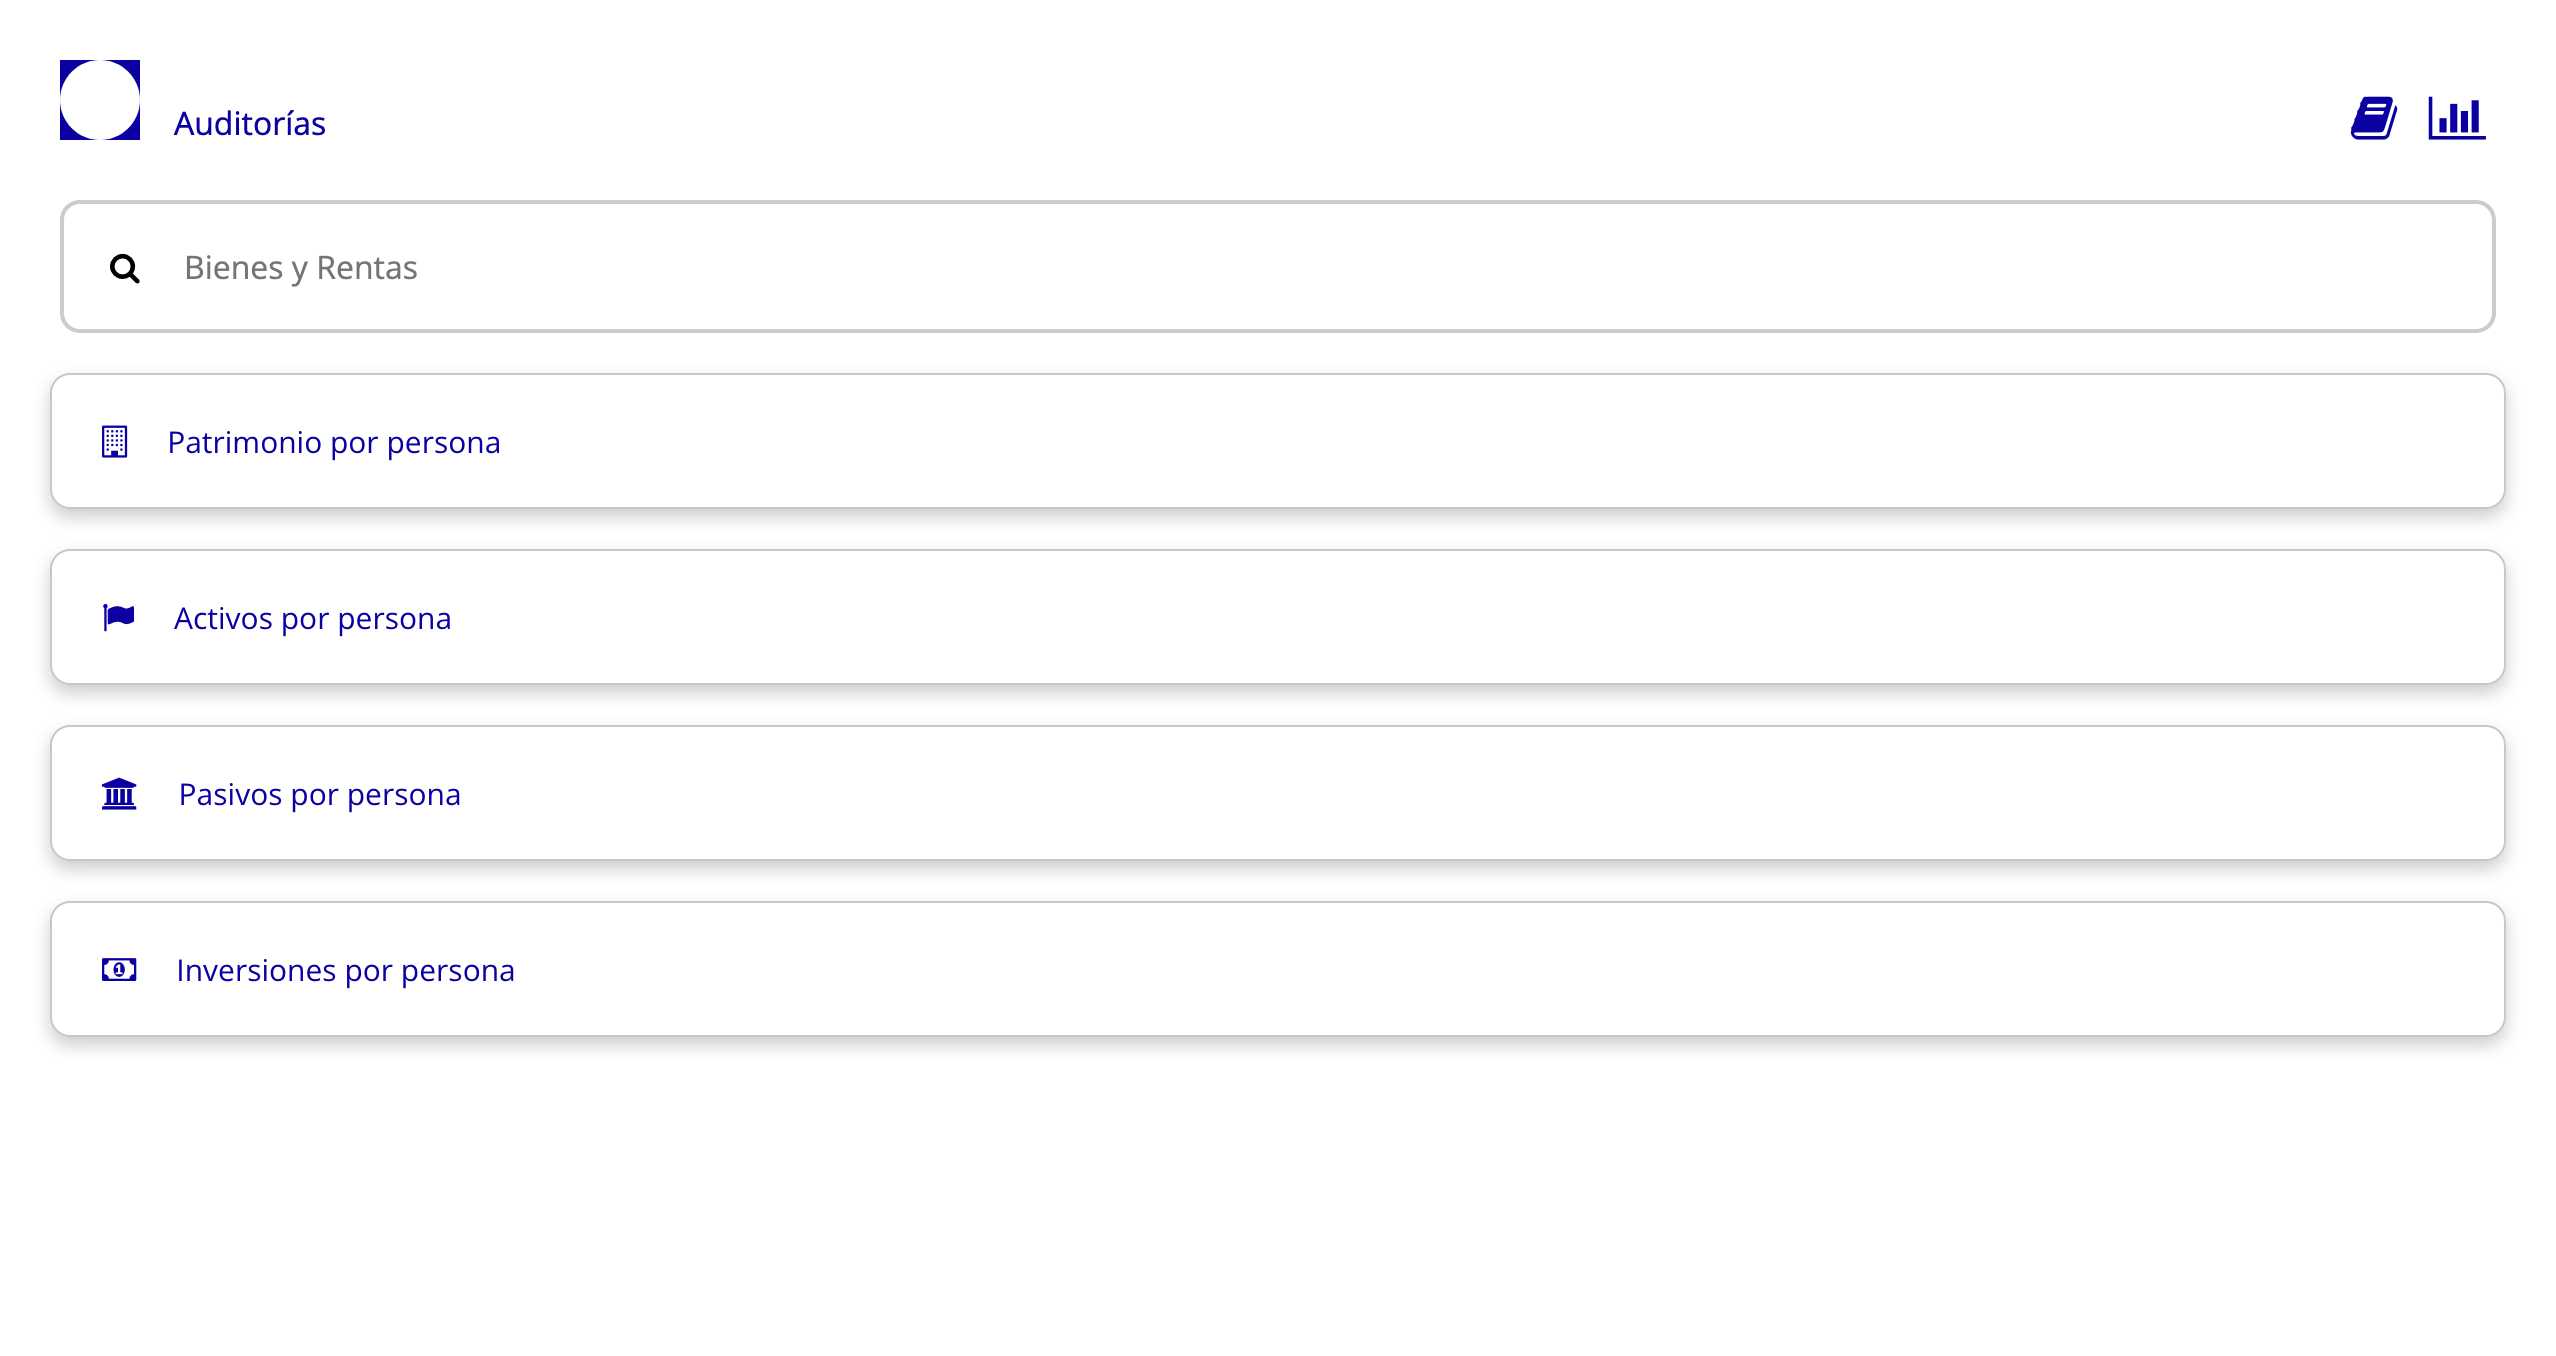 Auditorías
Bienes y Rentas
Patrimonio por persona
Activos por persona
Pasivos por persona
Inversiones por persona